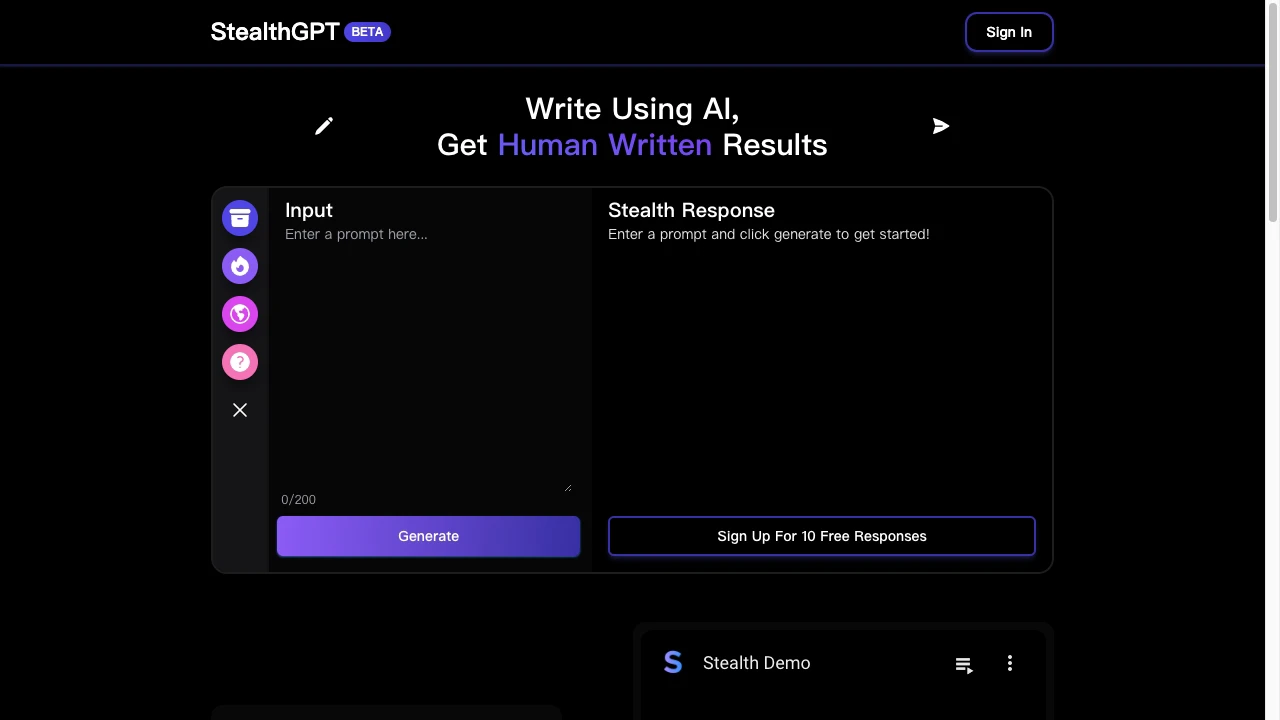 StealthGPT BETA
Sign In
Write Using AI,
Get Human Written Results
Input
Enter a prompt here...
Stealth Response
Enter a prompt and click generate to get started!
0/200
Generate
Sign Up For 10 Free Responses
Stealth Demo